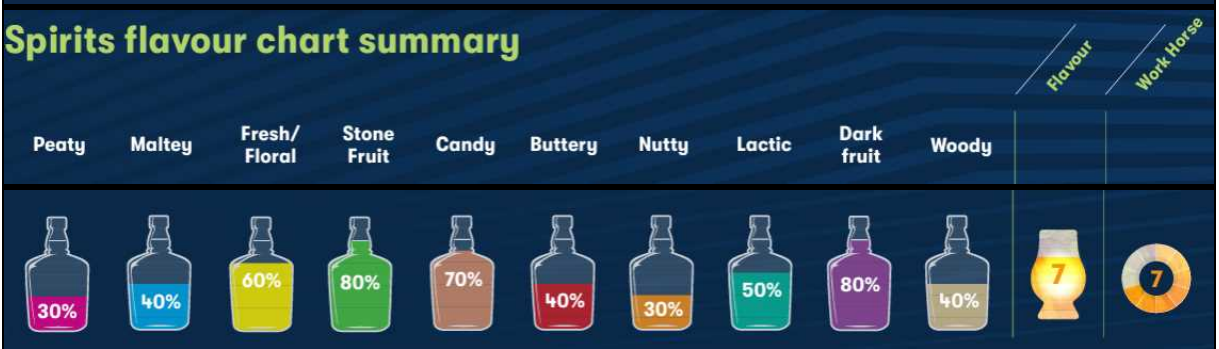 Spirits flavour chart summary
Flavour
Work Horse
Peaty
Maltey
Fresh/
Floral
Stone
Fruit
Candy
Buttery
Nutty
Lactic
Dark
fruit
Woody
30%
40%
60%
80%
70%
40%
30%
50%
80%
40%
7
7